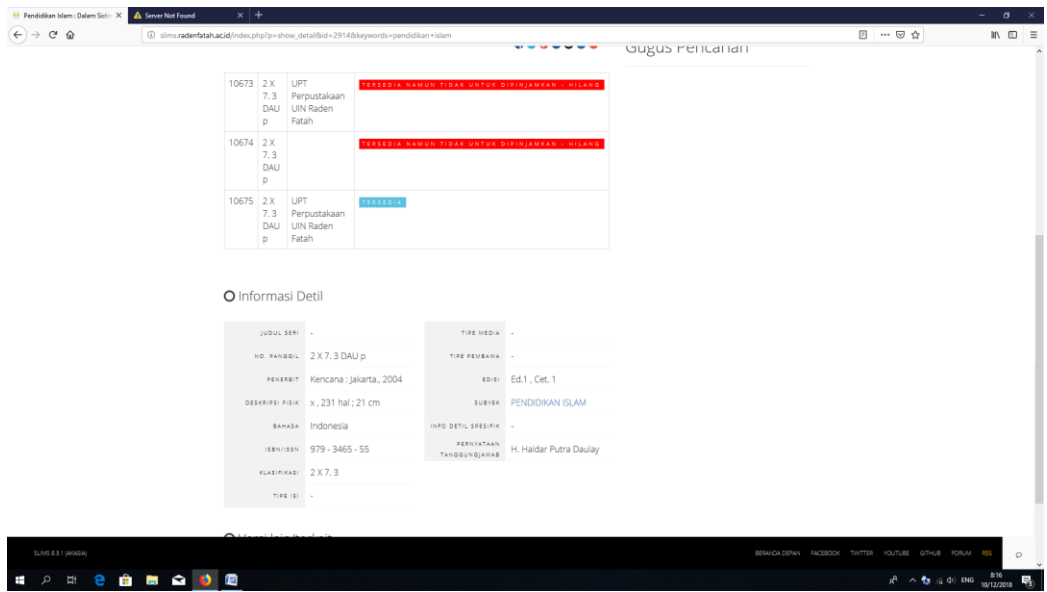 Pendidikan Islam : Dalam Sistim
Server Not Found
slims.radenfatah.ac.id/index.php?p=show_detail&id=2914&keywords=pendidikan+islam
Gugus Pencarian
10673 2 X 7. 3 DAU p UPT Perpustakaan UIN Raden Fatah TERSEDIA NAMUN TIDAK UNTUK DIPINJAMKAN - HILANG
10674 2 X 7. 3 DAU p TERSEDIA NAMUN TIDAK UNTUK DIPINJAMKAN - HILANG
10675 2 X 7. 3 DAU p UPT Perpustakaan UIN Raden Fatah TERSEDIA
Informasi Detil
JUDUL SERI -
NO. PANGGIL 2 X 7. 3 DAU p
PENERBIT Kencana : Jakarta., 2004
DESKRIPSI FISIK x , 231 hal ; 21 cm
BAHASA Indonesia
ISBN/ISSN 979 - 3465 - 55
KLASIFIKASI 2 X 7. 3
TIPE ISI -
TIPE MEDIA -
TIPE PEMBAWA -
EDISI Ed.1 , Cet. 1
SUBYEK PENDIDIKAN ISLAM
INFO DETIL SPESIFIK -
PERNYATAAN TANGGUNGJAWAB H. Haidar Putra Daulay
Versi lain/terkait
SLIMS 8.3.1 (AKASIA)
BERANDA DEPAN FACEBOOK TWITTER YOUTUBE GITHUB FORUM RSS
ENG
8:16
10/12/2018